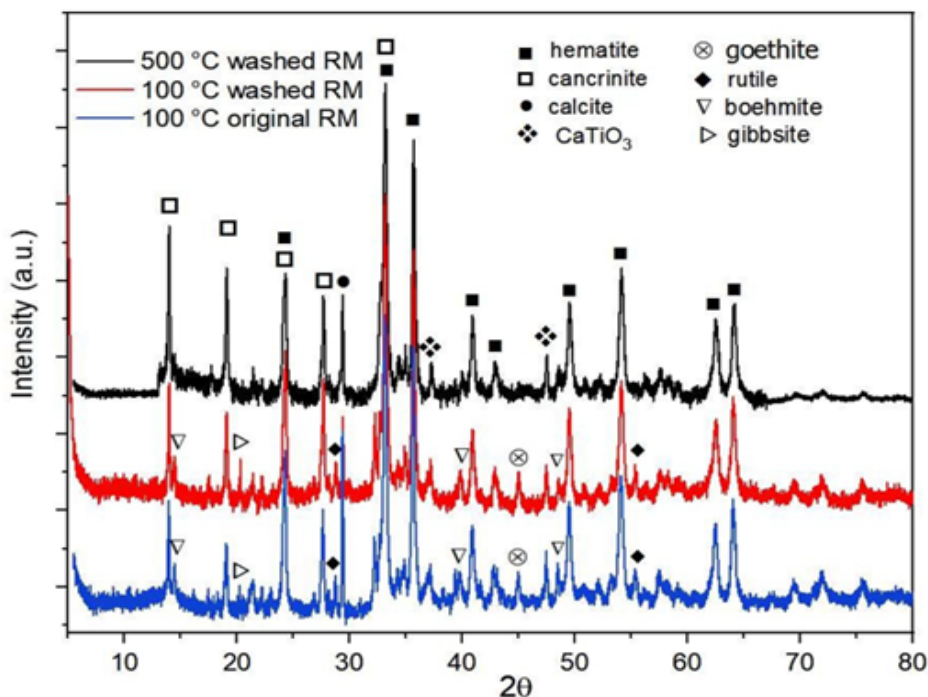 500 °C washed RM
100 °C washed RM
100 °C original RM
hematite
cancrinite
calcite
CaTiO₃
goethite
rutile
boehmite
gibbsite
Intensity (a.u.)
10 20 30 40 50 60 70 80
2θ